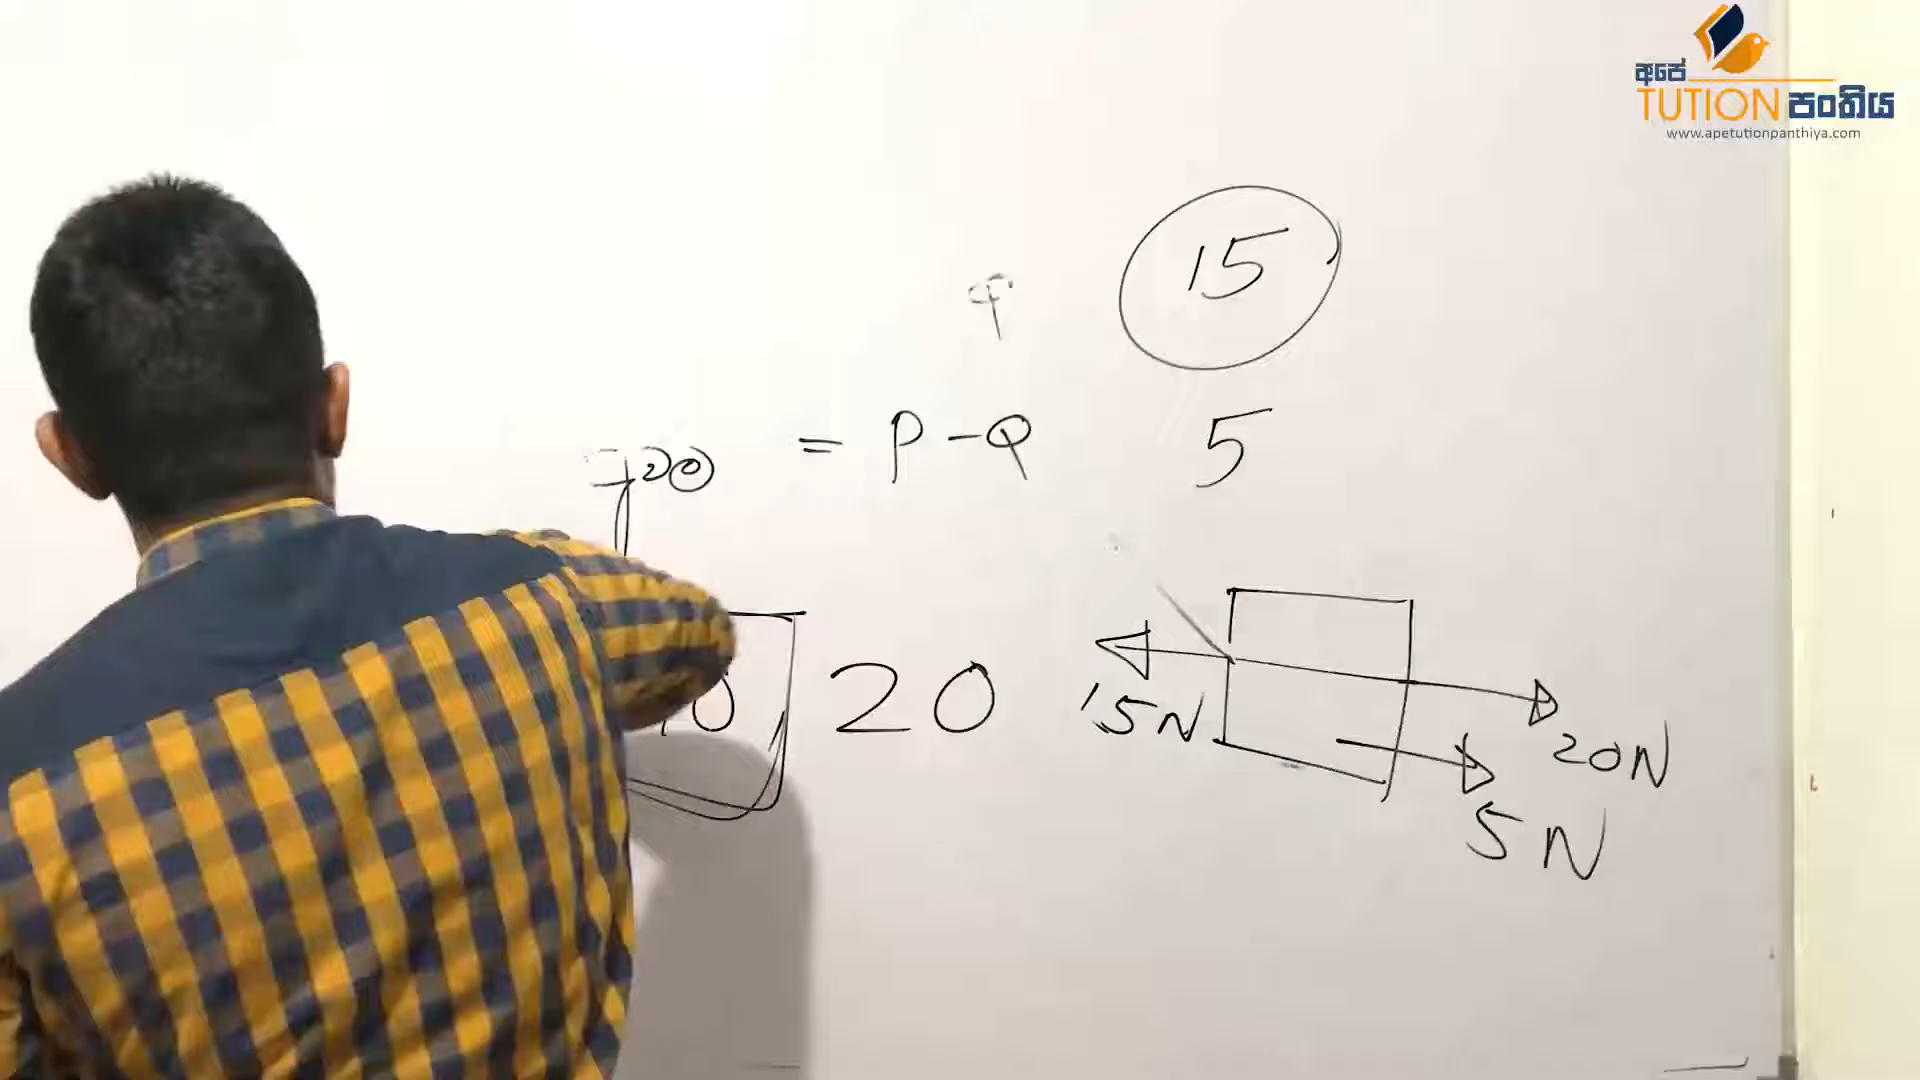 අපේ
TUTION පංතිය
www.apetutionpanthiya.com
15
= P - Q 5
20
15N
20N
5N